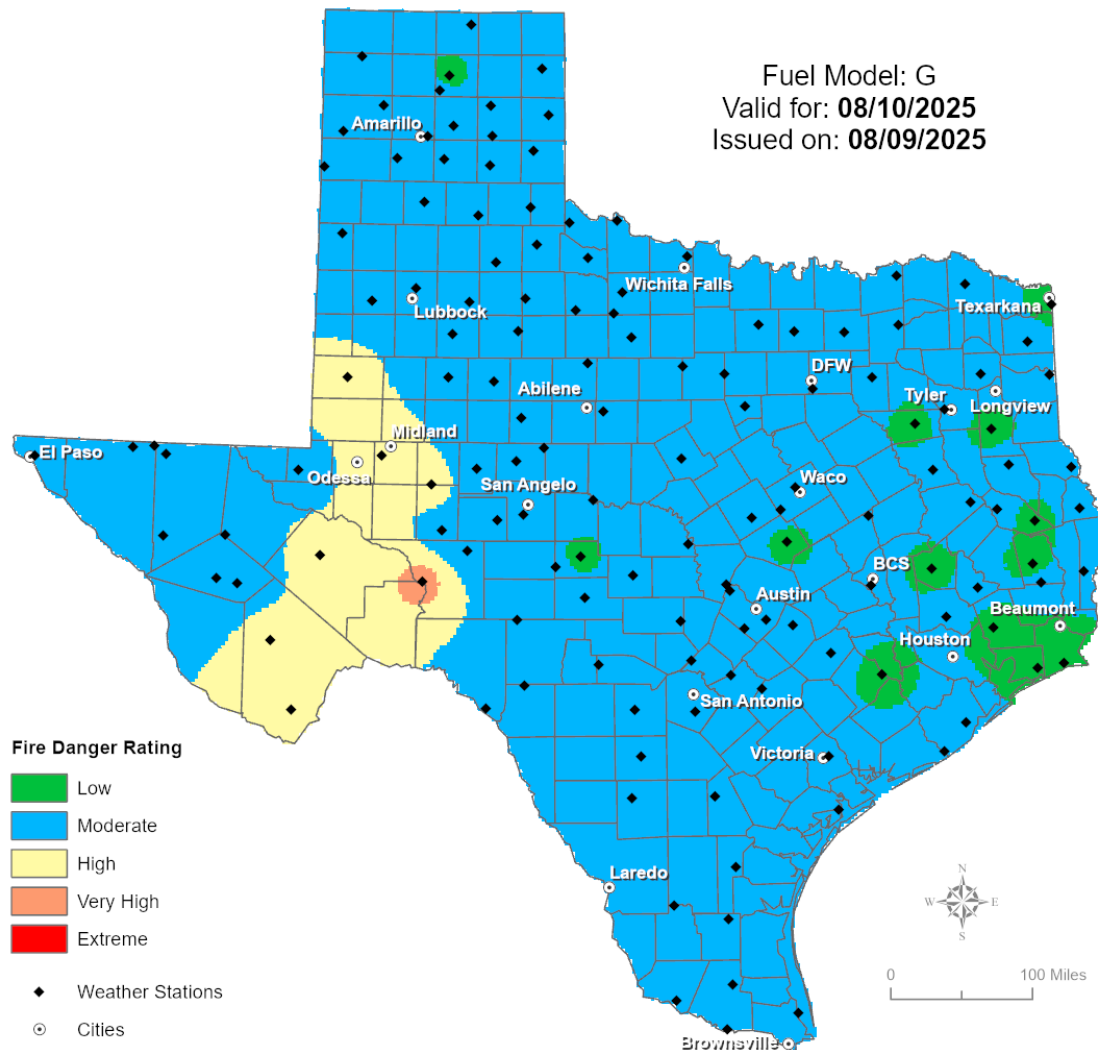 Fuel Model: G
Valid for: 08/10/2025
Issued on: 08/09/2025
Amarillo
Wichita Falls
Lubbock
Texarkana
DFW
Abilene
Tyler
Longview
Midland
El Paso
Odessa
San Angelo
Waco
BCS
Austin
Beaumont
Houston
San Antonio
Victoria
Laredo
Brownsville
Fire Danger Rating
Low
Moderate
High
Very High
Extreme
Weather Stations
Cities
N
W E
S
0 100 Miles